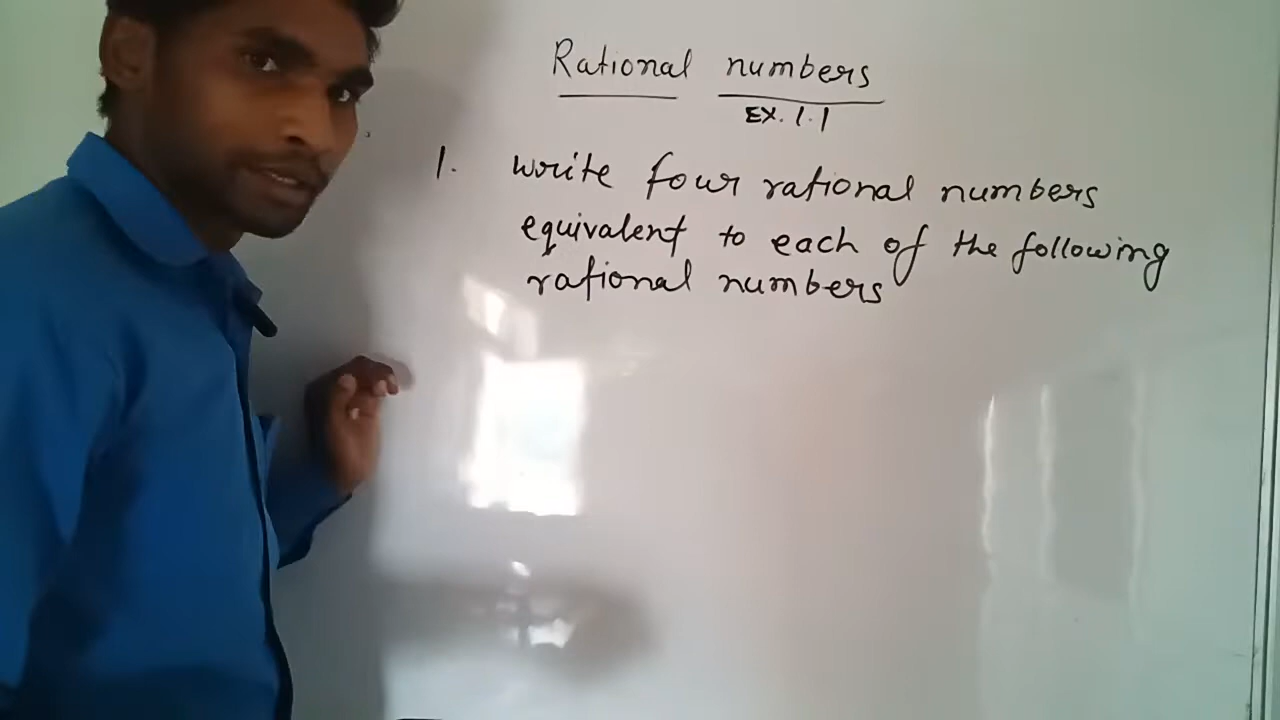 Rational numbers
EX. 1.1
1. write four rational numbers
equivalent to each of the following
rational numbers